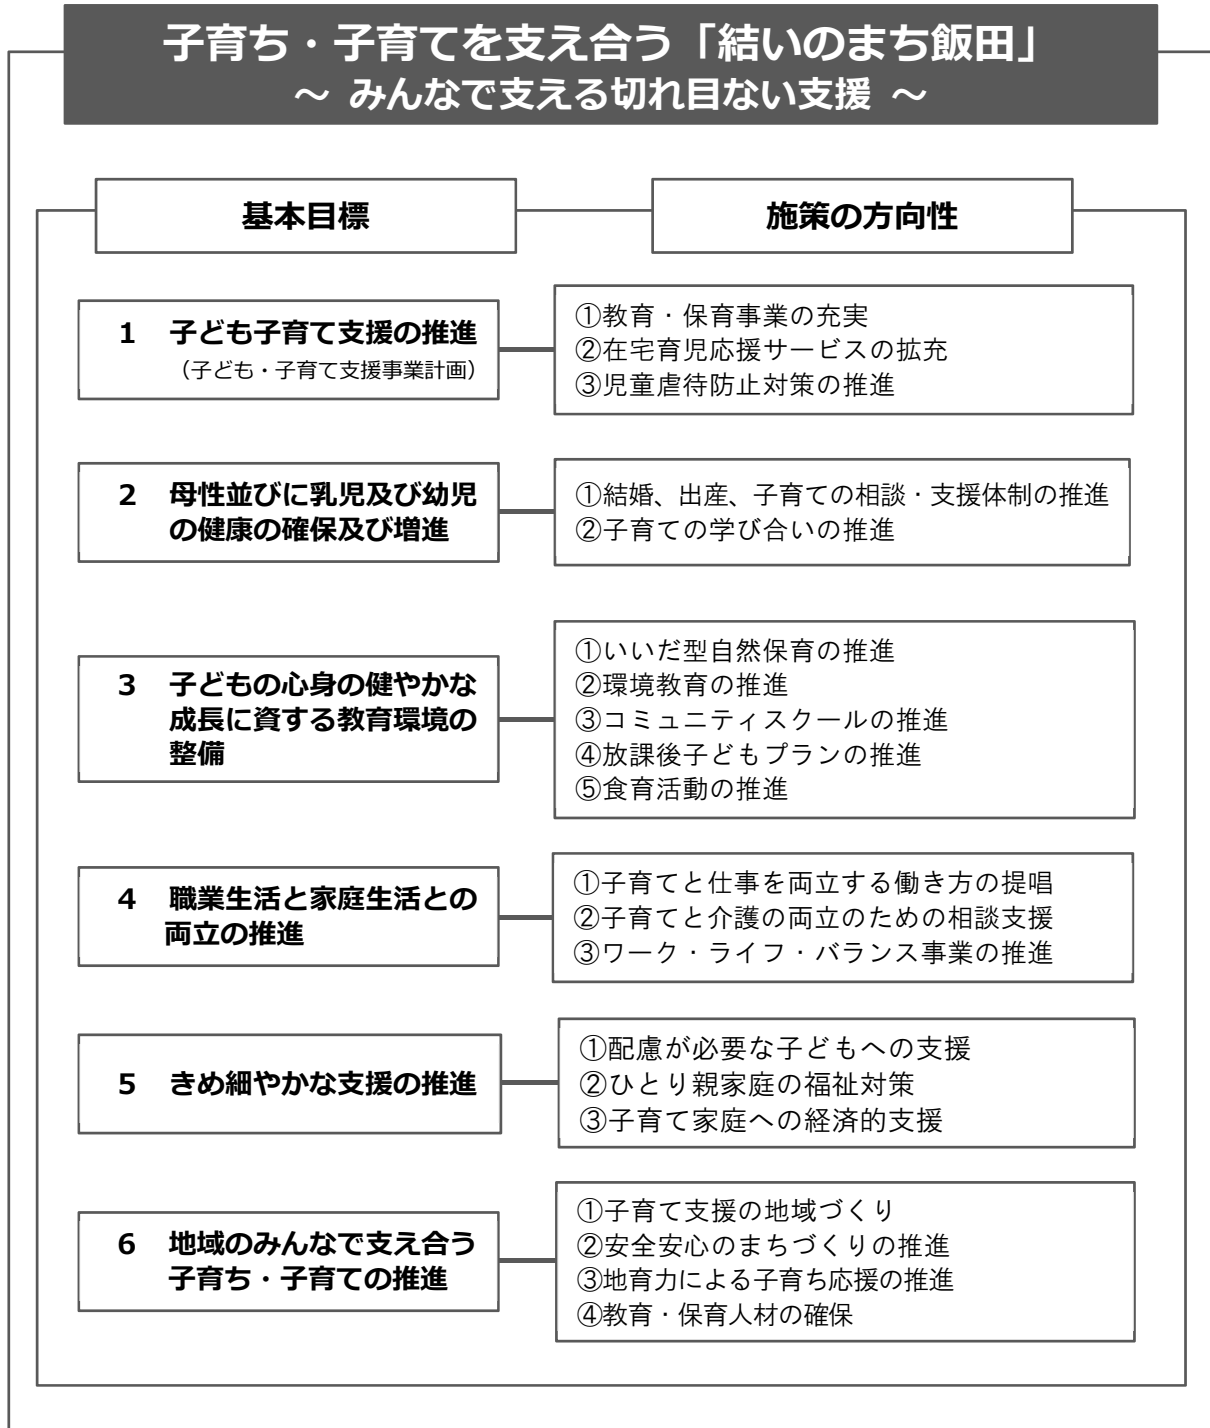 子育ち・子育てを支え合う「結いのまち飯田」
～ みんなで支える切れ目ない支援 ～
基本目標
施策の方向性
1 子ども子育て支援の推進
（子ども・子育て支援事業計画）
①教育・保育事業の充実
②在宅育児応援サービスの拡充
③児童虐待防止対策の推進
2 母性並びに乳児及び幼児
の健康の確保及び増進
①結婚、出産、子育ての相談・支援体制の推進
②子育ての学び合いの推進
3 子どもの心身の健やかな
成長に資する教育環境の
整備
①いいだ型自然保育の推進
②環境教育の推進
③コミュニティスクールの推進
④放課後子どもプランの推進
⑤食育活動の推進
4 職業生活と家庭生活との
両立の推進
①子育てと仕事を両立する働き方の提唱
②子育てと介護の両立のための相談支援
③ワーク・ライフ・バランス事業の推進
5 きめ細やかな支援の推進
①配慮が必要な子どもへの支援
②ひとり親家庭の福祉対策
③子育て家庭への経済的支援
6 地域のみんなで支え合う
子育ち・子育ての推進
①子育て支援の地域づくり
②安全安心のまちづくりの推進
③地育力による子育ち応援の推進
④教育・保育人材の確保